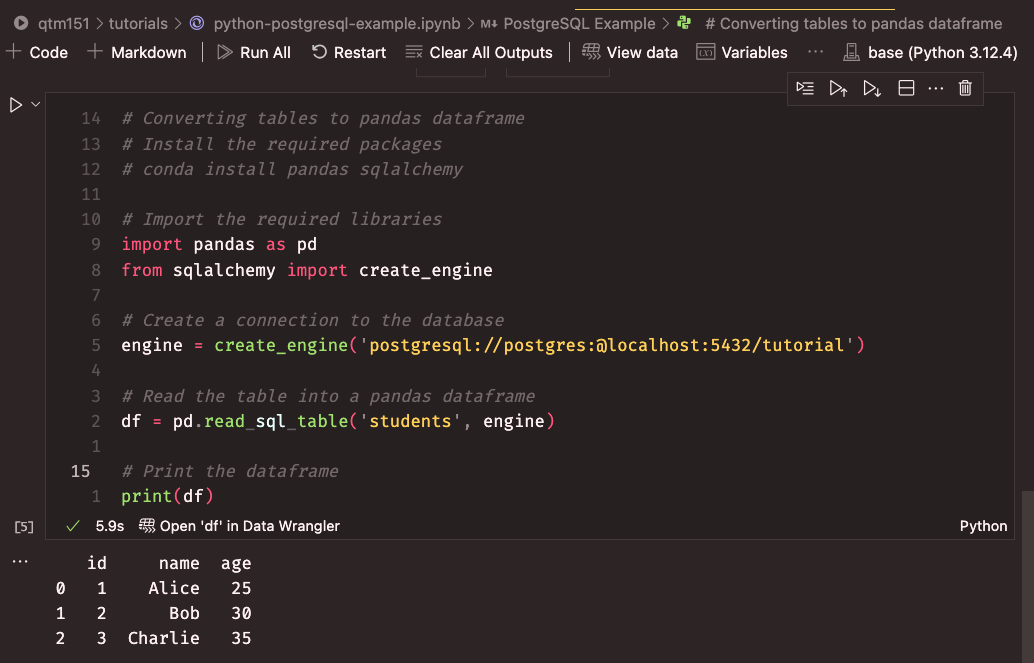 qtm151 > tutorials > python-postgresql-example.ipynb > M↓ PostgreSQL Example > # Converting tables to pandas dataframe
+ Code + Markdown | Run All Restart Clear All Outputs | View data Variables ... base (Python 3.12.4)
14 # Converting tables to pandas dataframe
13 # Install the required packages
12 # conda install pandas sqlalchemy
11
10 # Import the required libraries
9 import pandas as pd
8 from sqlalchemy import create_engine
7
6 # Create a connection to the database
5 engine = create_engine('postgresql://postgres:@localhost:5432/tutorial')
4
3 # Read the table into a pandas dataframe
2 df = pd.read_sql_table('students', engine)
1
15 # Print the dataframe
1 print(df)
[5] ✓ 5.9s Open 'df' in Data Wrangler Python
... id name age
0 1 Alice 25
1 2 Bob 30
2 3 Charlie 35